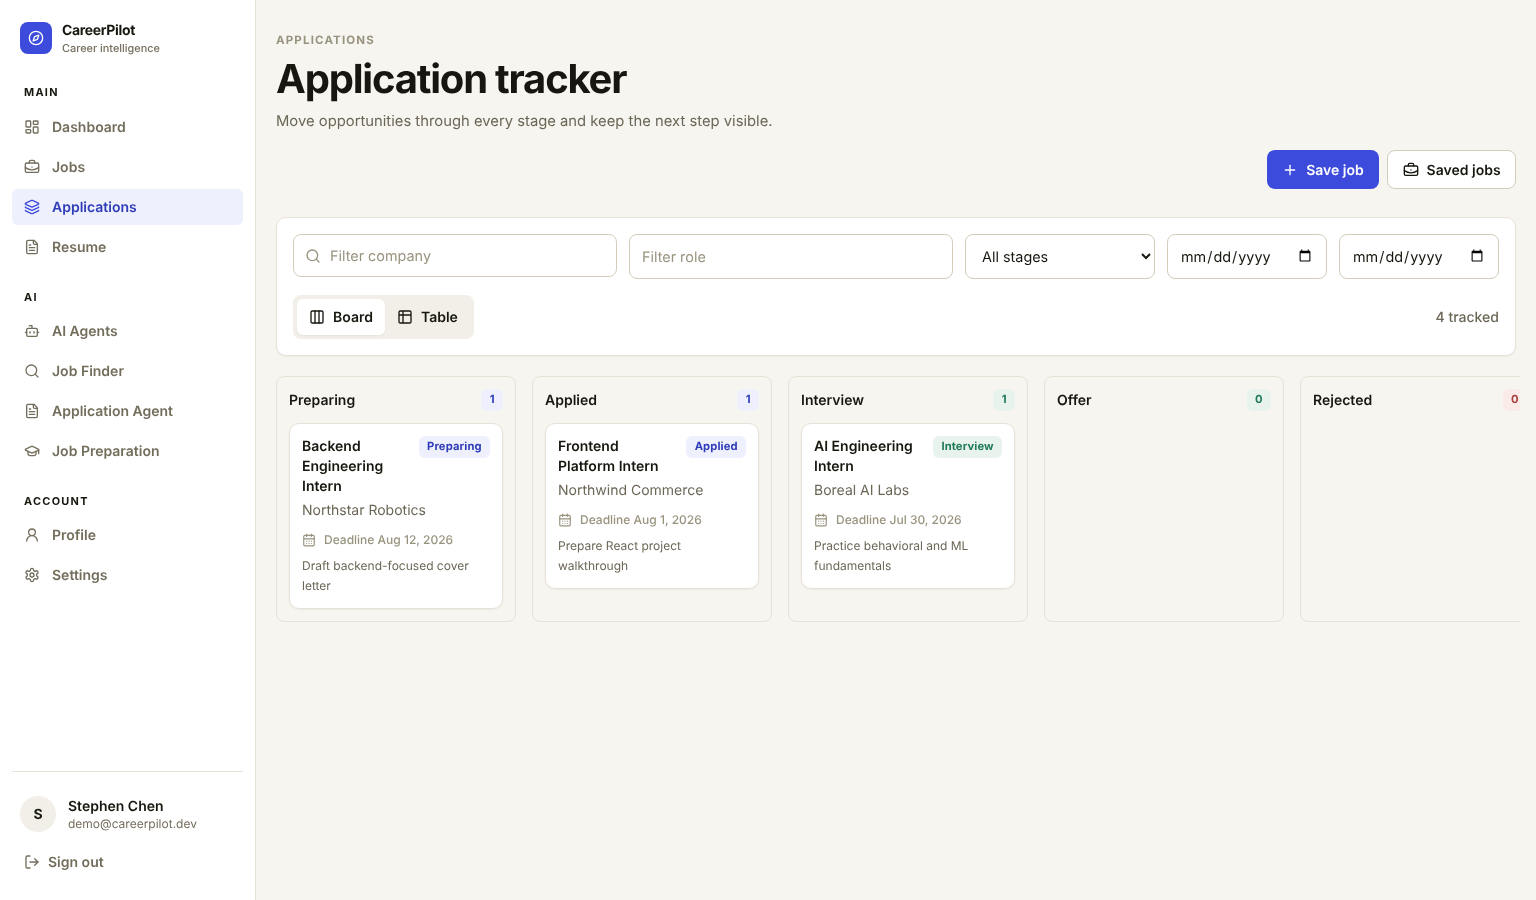 CareerPilot
Career intelligence
MAIN
Dashboard
Jobs
Applications
Resume
AI
AI Agents
Job Finder
Application Agent
Job Preparation
ACCOUNT
Profile
Settings
S
Stephen Chen
demo@careerpilot.dev
Sign out
APPLICATIONS
Application tracker
Move opportunities through every stage and keep the next step visible.
Save job
Saved jobs
Filter company
Filter role
All stages
mm/dd/yyyy
mm/dd/yyyy
Board
Table
4 tracked
Preparing
1
Backend
Engineering
Intern
Preparing
Northstar Robotics
Deadline Aug 12, 2026
Draft backend-focused cover
letter
Applied
1
Frontend
Platform Intern
Applied
Northwind Commerce
Deadline Aug 1, 2026
Prepare React project
walkthrough
Interview
1
AI Engineering
Intern
Interview
Boreal AI Labs
Deadline Jul 30, 2026
Practice behavioral and ML
fundamentals
Offer
0
Rejected
0